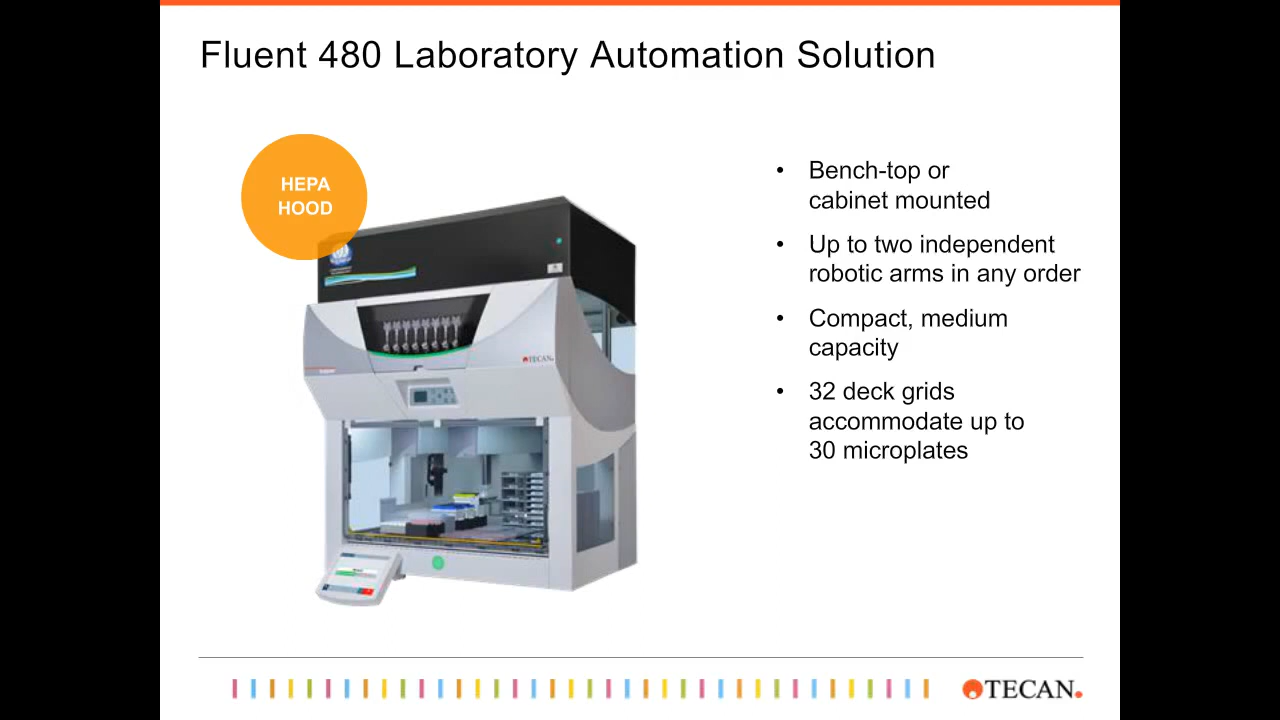 Fluent 480 Laboratory Automation Solution
HEPA
HOOD
• Bench-top or
cabinet mounted
• Up to two independent
robotic arms in any order
• Compact, medium
capacity
• 32 deck grids
accommodate up to
30 microplates
TECAN.
TECAN.